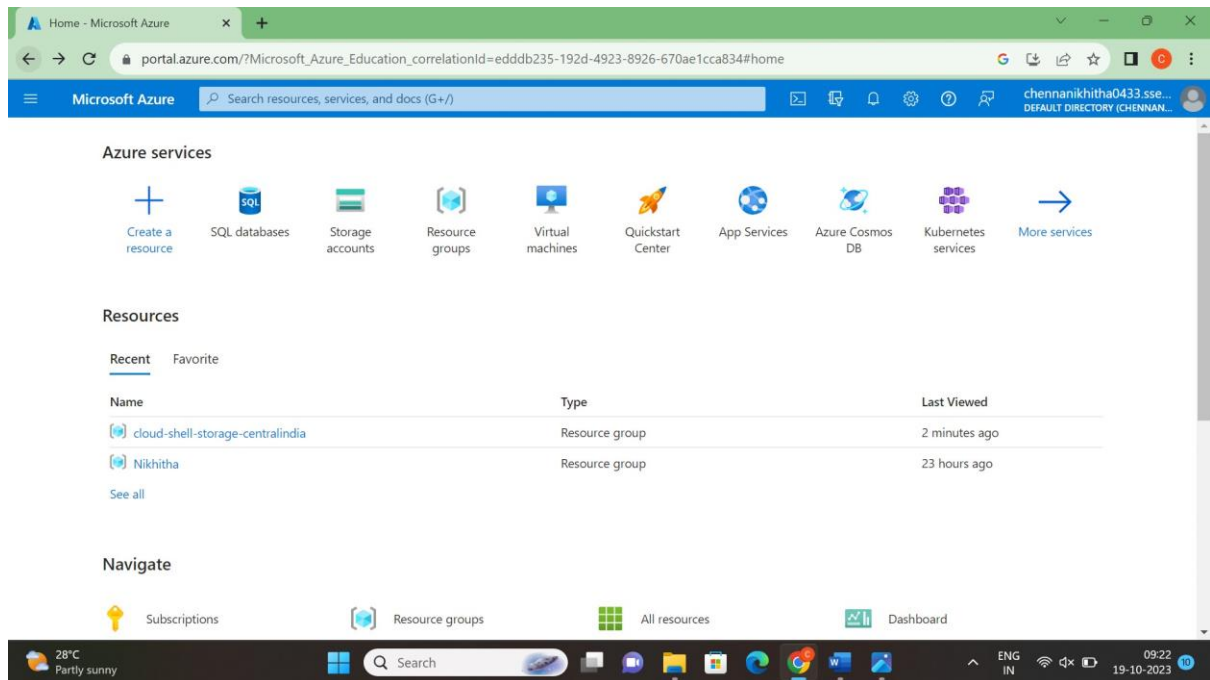 Home - Microsoft Azure
portal.azure.com/?Microsoft_Azure_Education_correlationId=edddb235-192d-4923-8926-670ae1cca834#home
G
C
Microsoft Azure
Search resources, services, and docs (G+/)
chennanikhitha0433.sse...
DEFAULT DIRECTORY (CHENNAN...
Azure services
SQL
Create a resource
SQL databases
Storage accounts
Resource groups
Virtual machines
Quickstart Center
App Services
Azure Cosmos DB
Kubernetes services
More services
Resources
Recent Favorite
Name Type Last Viewed
cloud-shell-storage-centralindia Resource group 2 minutes ago
Nikhitha Resource group 23 hours ago
See all
Navigate
Subscriptions Resource groups All resources Dashboard
28°C
Partly sunny
Search
W
ENG
IN
09:22
19-10-2023
10